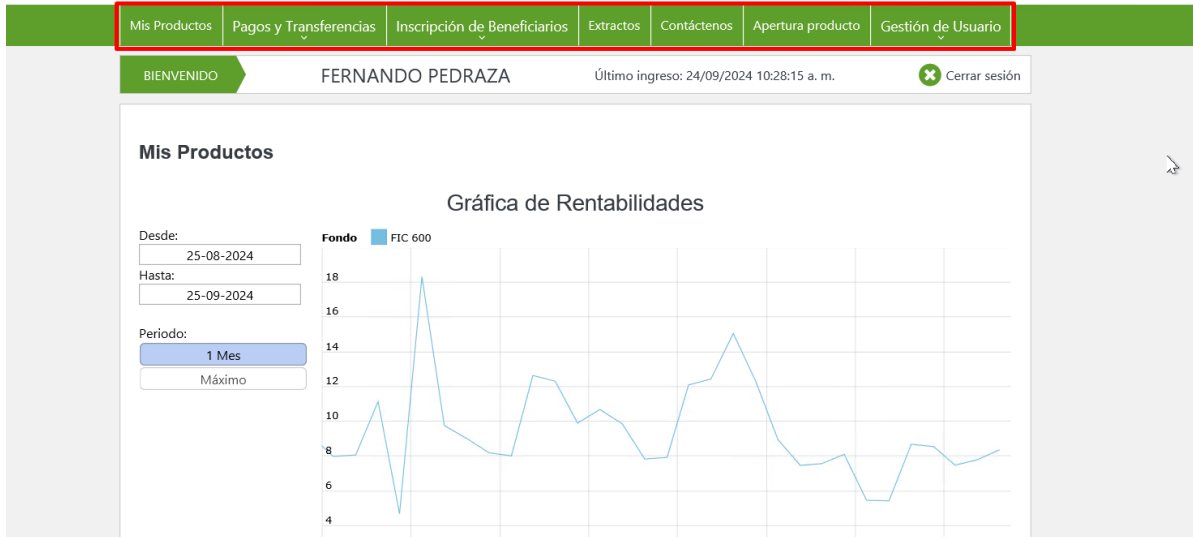 Mis Productos Pagos y Transferencias Inscripción de Beneficiarios Extractos Contáctenos Apertura producto Gestión de Usuario
BIENVENIDO FERNANDO PEDRAZA Último ingreso: 24/09/2024 10:28:15 a. m. Cerrar sesión
Mis Productos
Gráfica de Rentabilidades
Desde:
25-08-2024
Hasta:
25-09-2024
Periodo:
1 Mes
Máximo
Fondo FIC 600
18
16
14
12
10
8
6
4